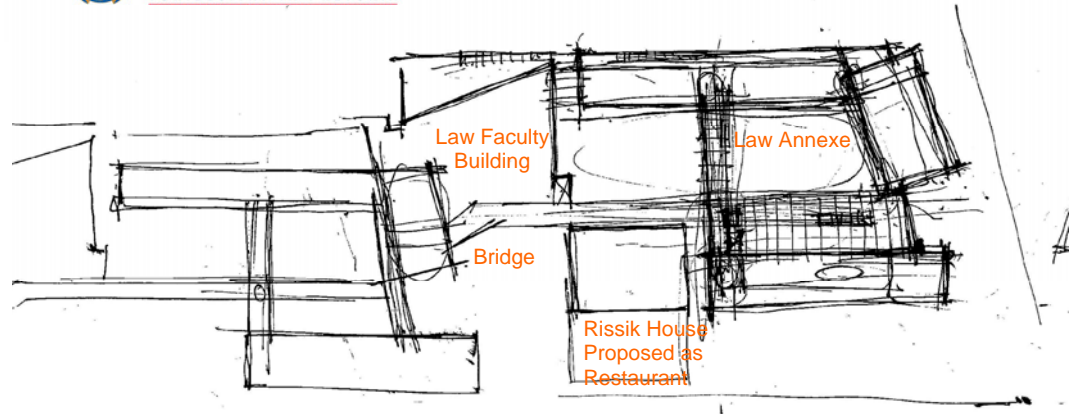 Law Faculty
Building
Law Annexe
Bridge
Rissik House
Proposed as
Restaurant